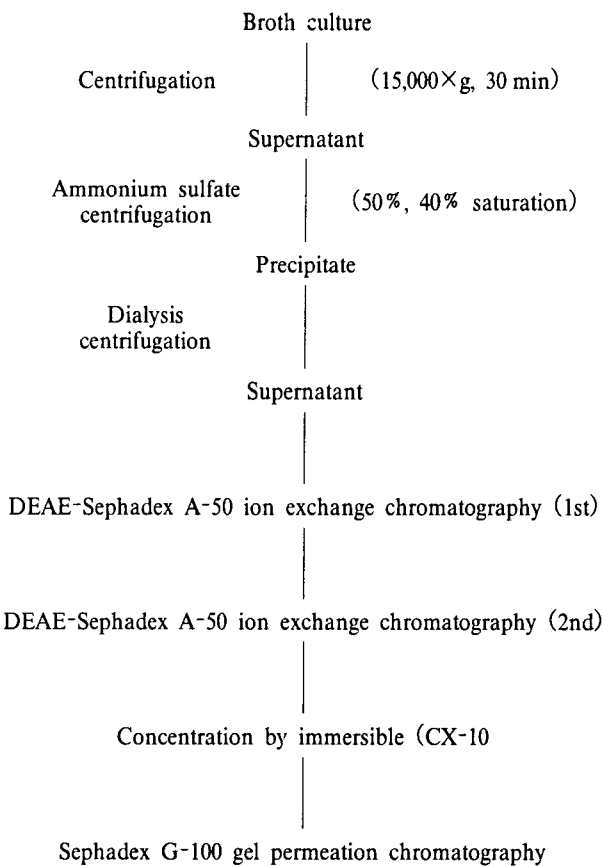 Broth culture
Centrifugation (15,000×g, 30 min)
Supernatant
Ammonium sulfate
centrifugation
(50%, 40% saturation)
Precipitate
Dialysis
centrifugation
Supernatant
DEAE-Sephadex A-50 ion exchange chromatography (1st)
DEAE-Sephadex A-50 ion exchange chromatography (2nd)
Concentration by immersible (CX-10
Sephadex G-100 gel permeation chromatography